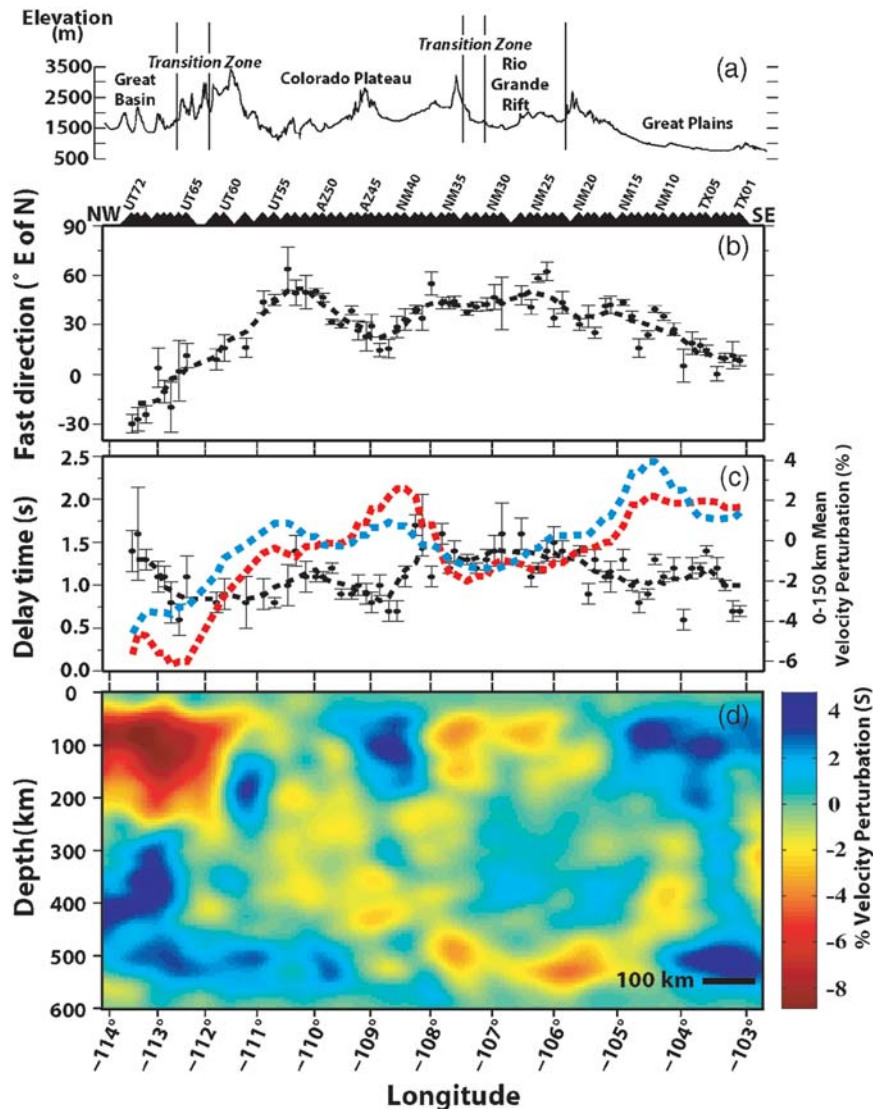 Elevation
(m)
3500
2500
1500
500
Great
Basin
Transition Zone
Colorado Plateau
Transition Zone
Rio
Grande
Rift
Great Plains
(a)
UT72
UT65
UT60
UT55
AZ50
AZ45
NM40
NM35
NM30
NM25
NM20
NM15
NM10
TX05
TX01
NW
SE
Fast direction (° E of N)
90
60
30
0
-30
(b)
Delay time (s)
2.5
2.0
1.5
1.0
0.5
0.0
(c)
4
2
0
-2
-4
-6
0-150 km Mean
Velocity Perturbation (%)
Depth(km)
0
100
200
300
400
500
600
(d)
100 km
4
2
0
-2
-4
-6
-8
% Velocity Perturbation (S)
-114°
-113°
-112°
-111°
-110°
-109°
-108°
-107°
-106°
-105°
-104°
-103°
Longitude